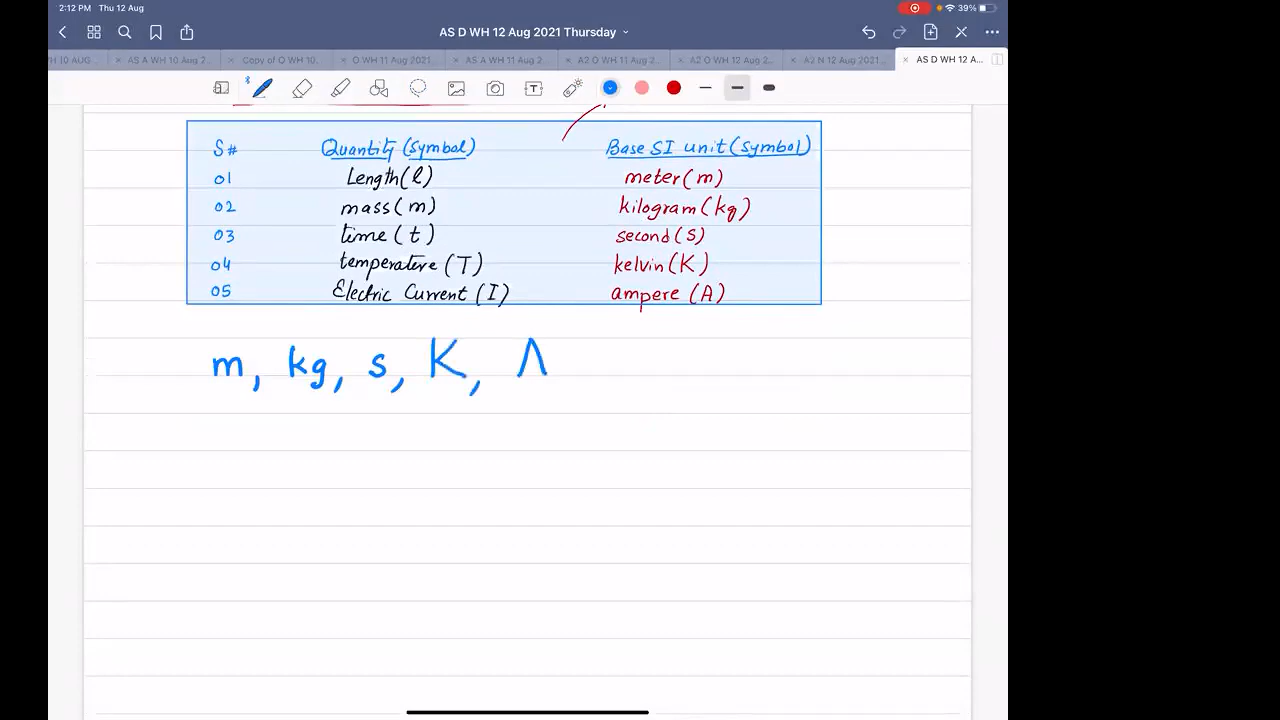 2:12 PM Thu 12 Aug 39%
AS D WH 12 Aug 2021 Thursday
WH 10 AUG AS A WH 10 Aug 2... Copy of O WH 10... O WH 11 Aug 2021 AS A WH 11 Aug 2... A2 O WH 11 Aug 2... A2 O WH 12 Aug 2... A2 N 12 Aug 2021... AS D WH 12 A...
S# Quantity (symbol) Base SI unit (symbol)
01 Length (l) meter (m)
02 mass (m) kilogram (kg)
03 time (t) second (s)
04 temperature (T) kelvin (K)
05 Electric Current (I) ampere (A)
m, kg, s, K, Λ